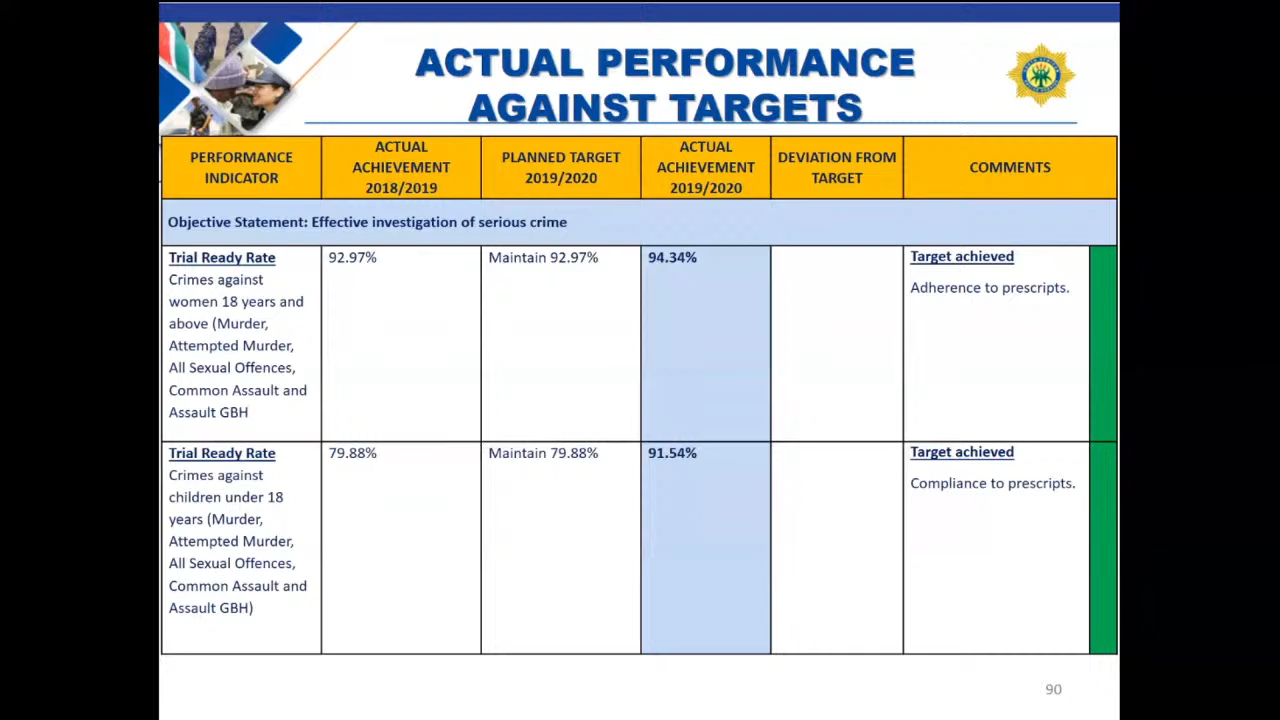 ACTUAL PERFORMANCE
AGAINST TARGETS
PERFORMANCE
INDICATOR
ACTUAL
ACHIEVEMENT
2018/2019
PLANNED TARGET
2019/2020
ACTUAL
ACHIEVEMENT
2019/2020
DEVIATION FROM
TARGET
COMMENTS
Objective Statement: Effective investigation of serious crime
Trial Ready Rate
Crimes against
women 18 years and
above (Murder,
Attempted Murder,
All Sexual Offences,
Common Assault and
Assault GBH
92.97%
Maintain 92.97%
94.34%
Target achieved
Adherence to prescripts.
Trial Ready Rate
Crimes against
children under 18
years (Murder,
Attempted Murder,
All Sexual Offences,
Common Assault and
Assault GBH)
79.88%
Maintain 79.88%
91.54%
Target achieved
Compliance to prescripts.
90